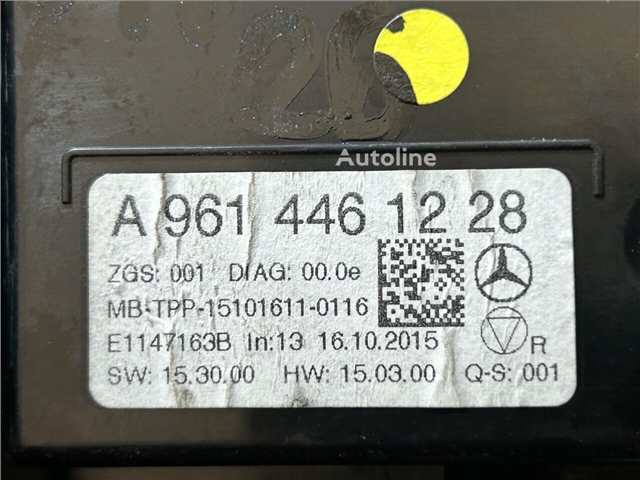 28
Autoline
A 961 446 12 28
ZGS: 001 DIAG: 00.0e
MB-TPP-15101611-0116
E1147163B In:13 16.10.2015
R
SW: 15.30.00 HW: 15.03.00 Q-S: 001